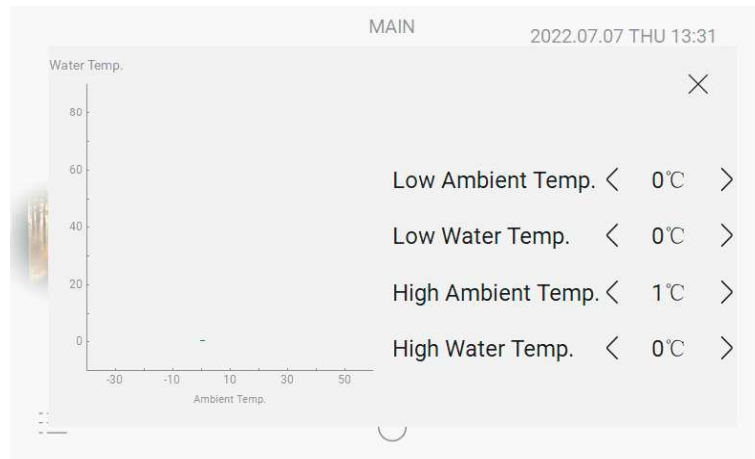 MAIN
2022.07.07 THU 13:31
Water Temp.
80
60
40
20
0
-30 -10 10 30 50
Ambient Temp.
Low Ambient Temp. < 0℃ >
Low Water Temp. < 0℃ >
High Ambient Temp. < 1℃ >
High Water Temp. < 0℃ >